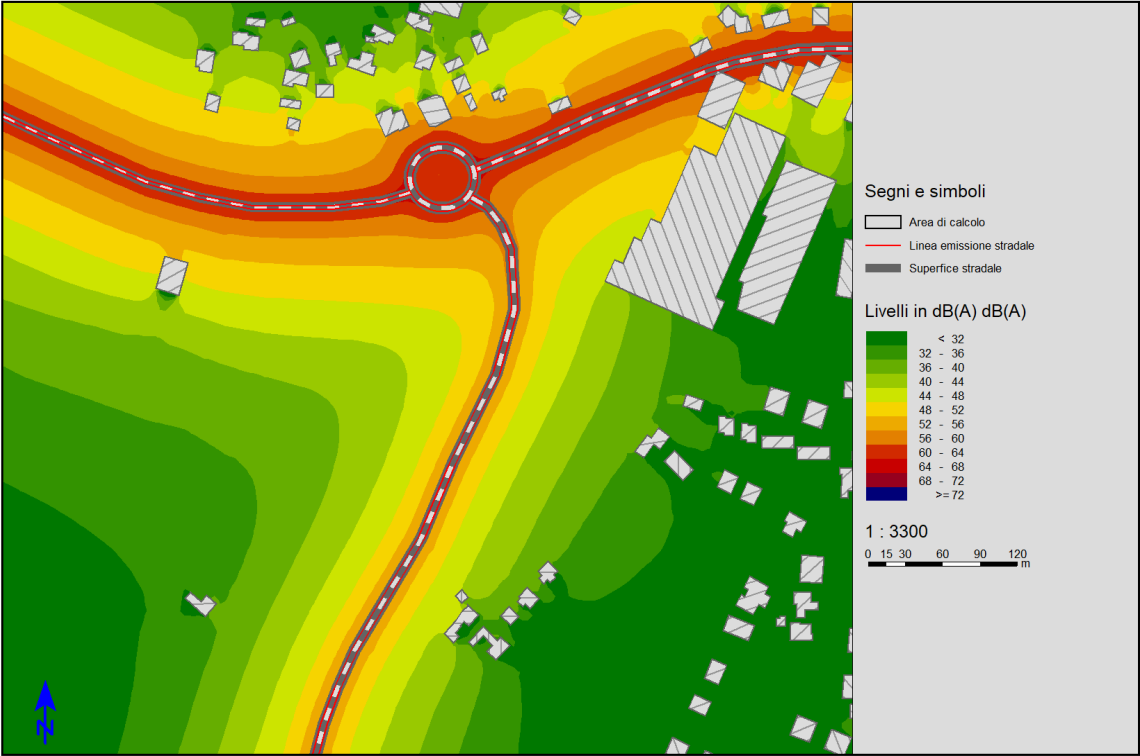 Segni e simboli
Area di calcolo
Linea emissione stradale
Superfice stradale
Livelli in dB(A) dB(A)
< 32
32 - 36
36 - 40
40 - 44
44 - 48
48 - 52
52 - 56
56 - 60
60 - 64
64 - 68
68 - 72
>= 72
1 : 3300
0 15 30 60 90 120
m
N